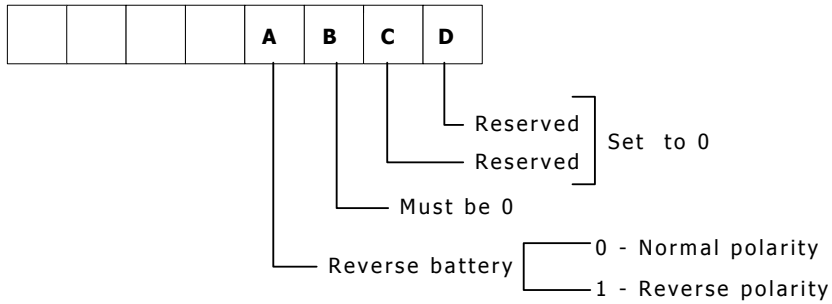 A B C D
Reserved
Reserved
Set to 0
Must be 0
Reverse battery
0 - Normal polarity
1 - Reverse polarity